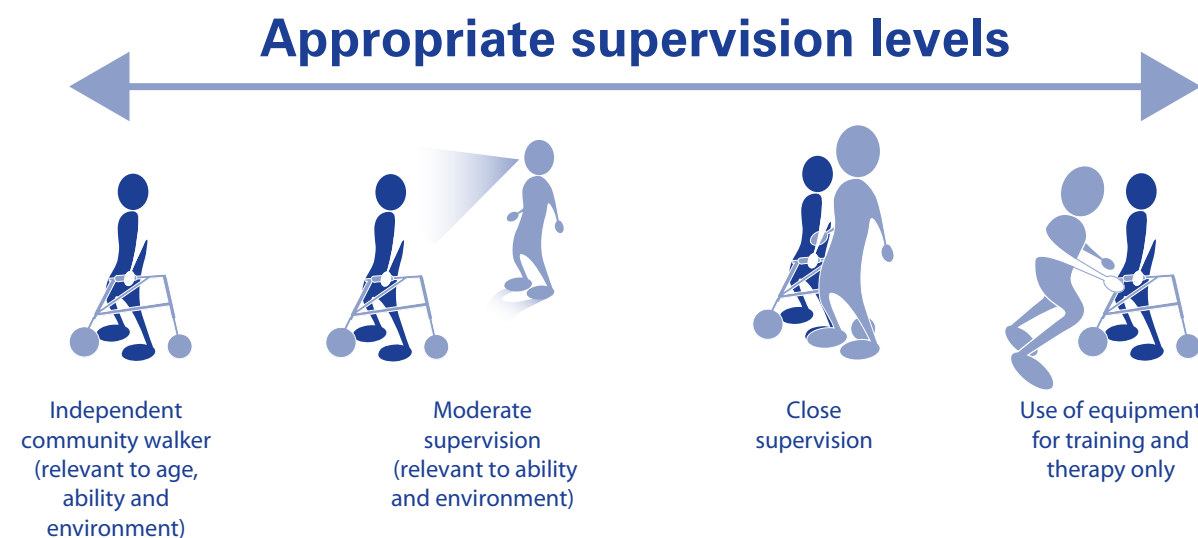 Appropriate supervision levels
Independent
community walker
(relevant to age,
ability and
environment)
Moderate
supervision
(relevant to ability
and environment)
Close
supervision
Use of equipment
for training and
therapy only